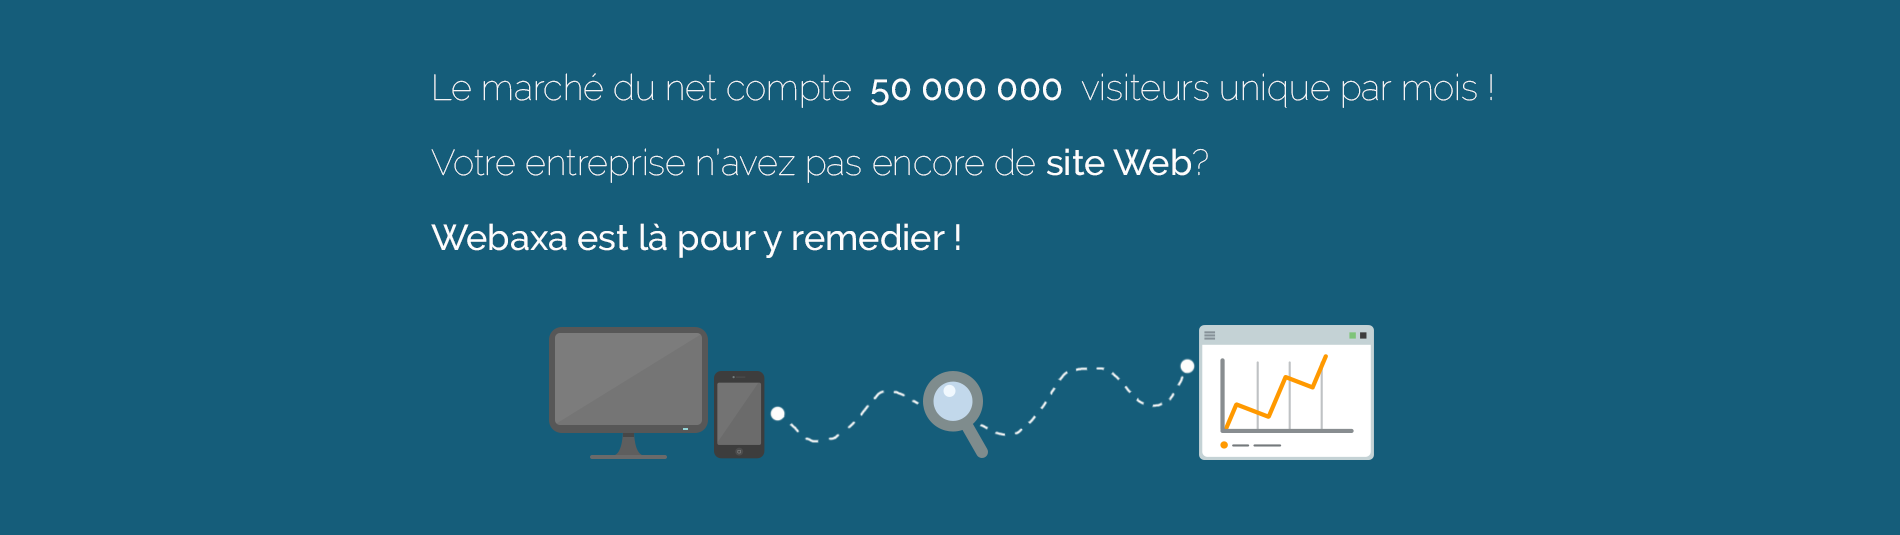 Le marché du net compte 50 000 000 visiteurs unique par mois !
Votre entreprise n'avez pas encore de site Web?
Webaxa est là pour y remedier !